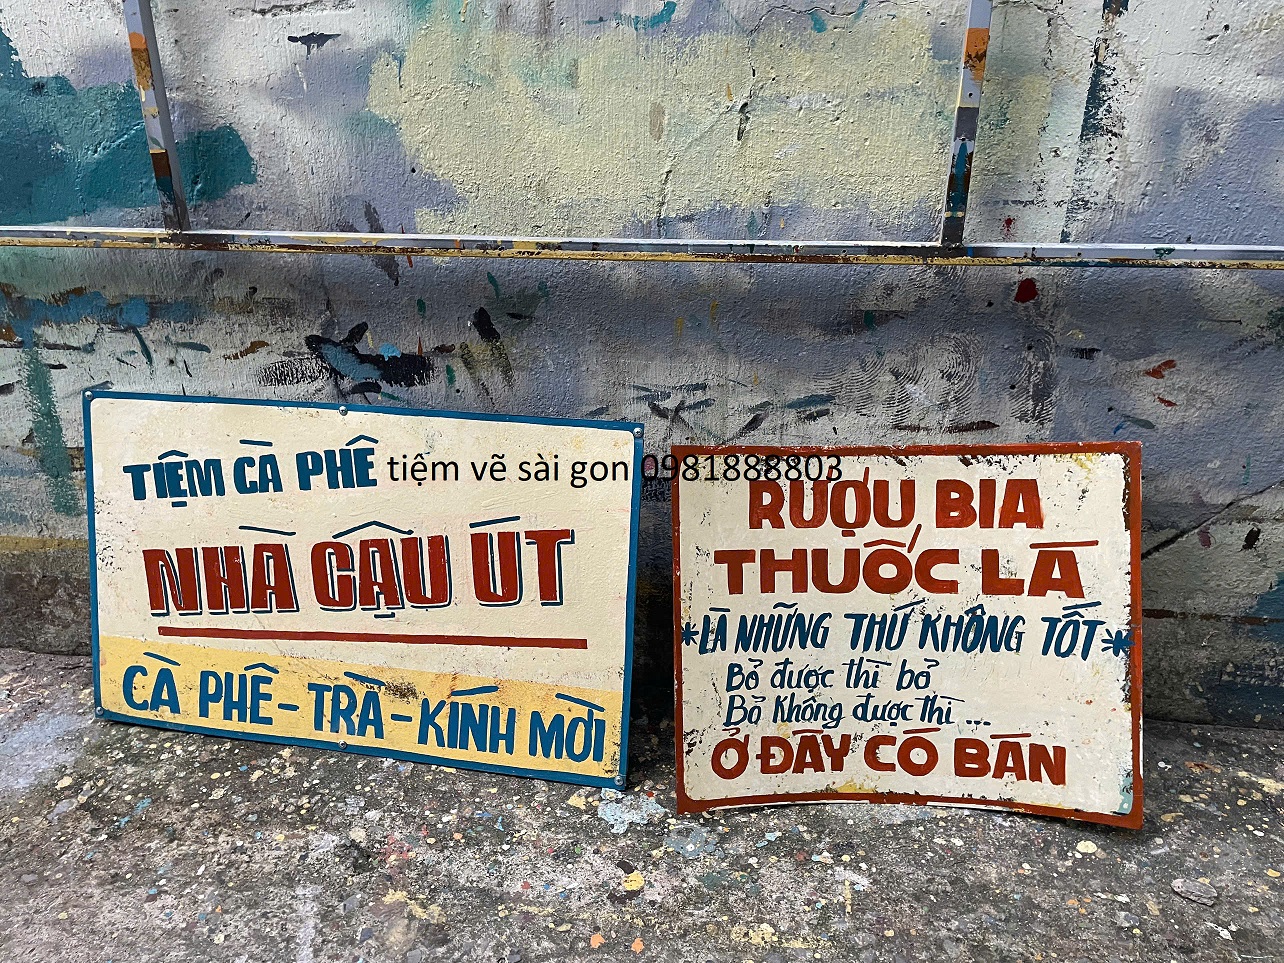 TIỆM CÀ PHÊ
NHÀ CẬU ÚT
CÀ PHÊ - TRÀ - KÍNH MỜI
tiệm vẽ sài gon 0981888803
RƯỢU BIA
THUỐC LÁ
*LÀ NHỮNG THỨ KHÔNG TỐT*
Bỏ được thì bỏ
Bỏ không được thì ...
Ở ĐÂY CÓ BÁN